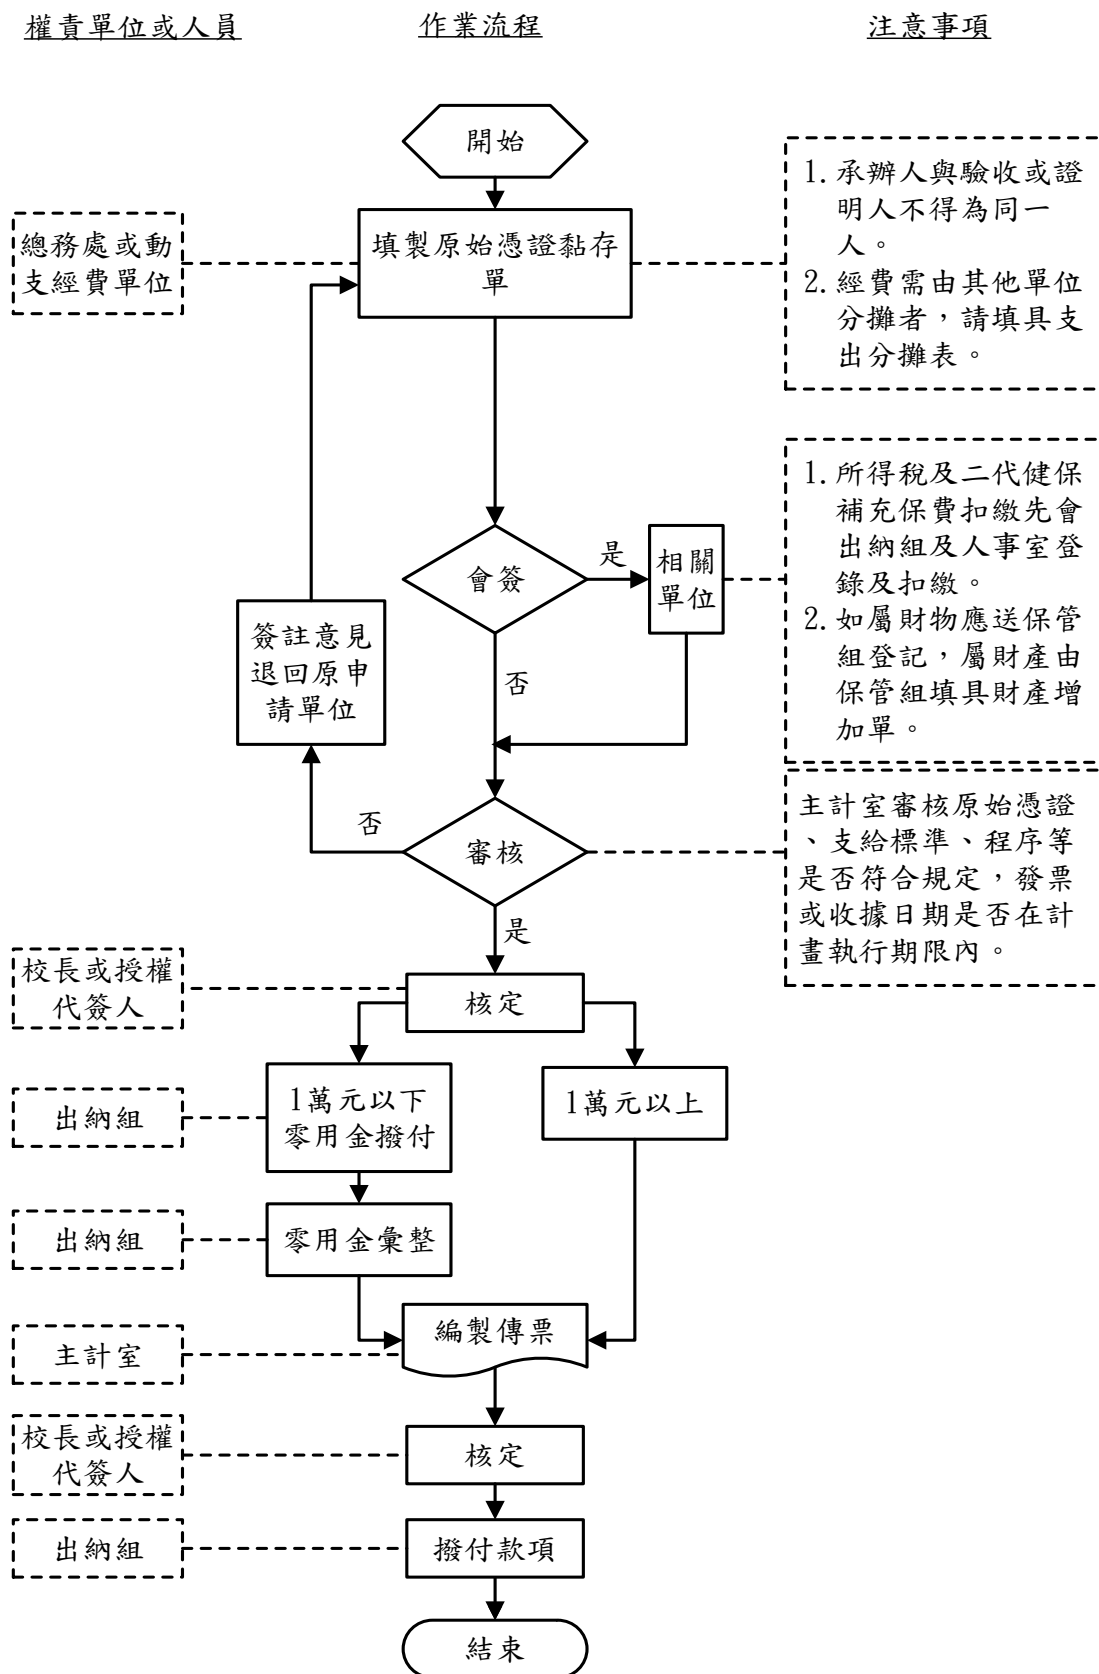 權責單位或人員
作業流程
注意事項
開始
總務處或動
支經費單位
填製原始憑證黏存
單
1. 承辦人與驗收或證
明人不得為同一
人。
2. 經費需由其他單位
分攤者，請填具支
出分攤表。
會簽
是
相關
單位
否
1. 所得稅及二代健保
補充保費扣繳先會
出納組及人事室登
錄及扣繳。
2. 如屬財物應送保管
組登記，屬財產由
保管組填具財產增
加單。
簽註意見
退回原申
請單位
否
審核
是
主計室審核原始憑證
、支給標準、程序等
是否符合規定，發票
或收據日期是否在計
畫執行期限內。
校長或授權
代簽人
核定
出納組
1萬元以下
零用金撥付
1萬元以上
出納組
零用金彙整
主計室
編製傳票
校長或授權
代簽人
核定
出納組
撥付款項
結束